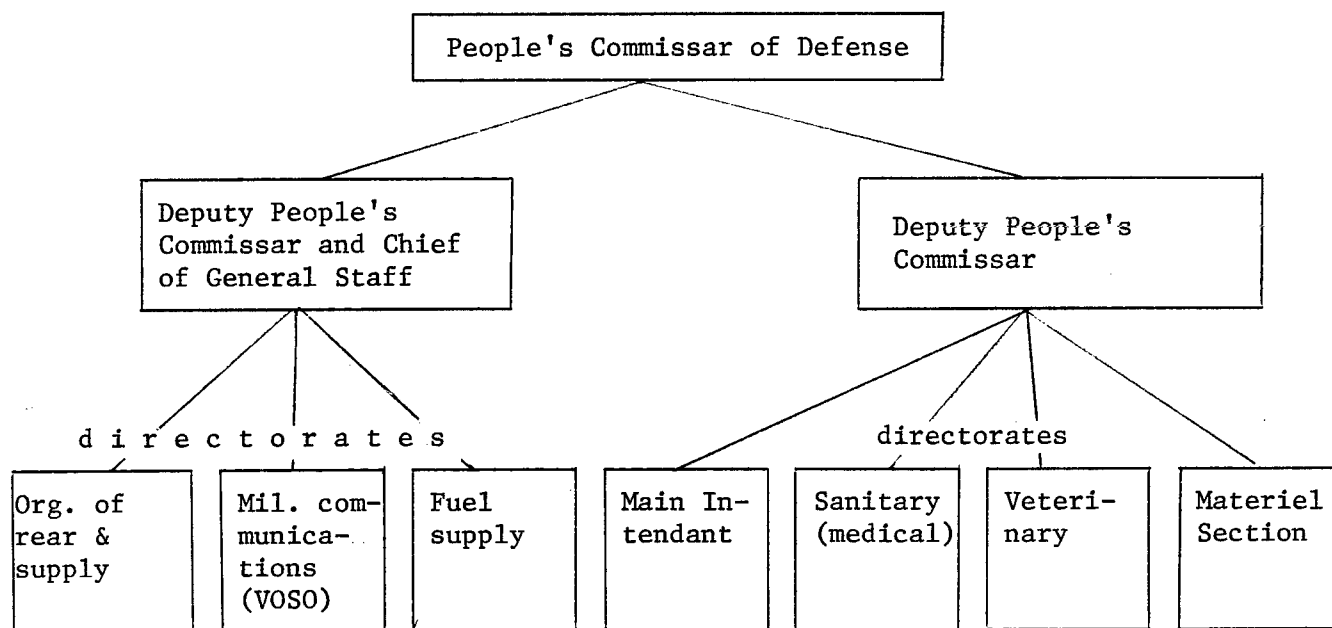 People's Commissar of Defense
Deputy People's
Commissar and Chief
of General Staff
Deputy People's
Commissar
directorates
directorates
Org. of
rear &
supply
Mil. com-
munica-
tions
(VOSO)
Fuel
supply
Main In-
tendant
Sanitary
(medical)
Veteri-
nary
Materiel
Section